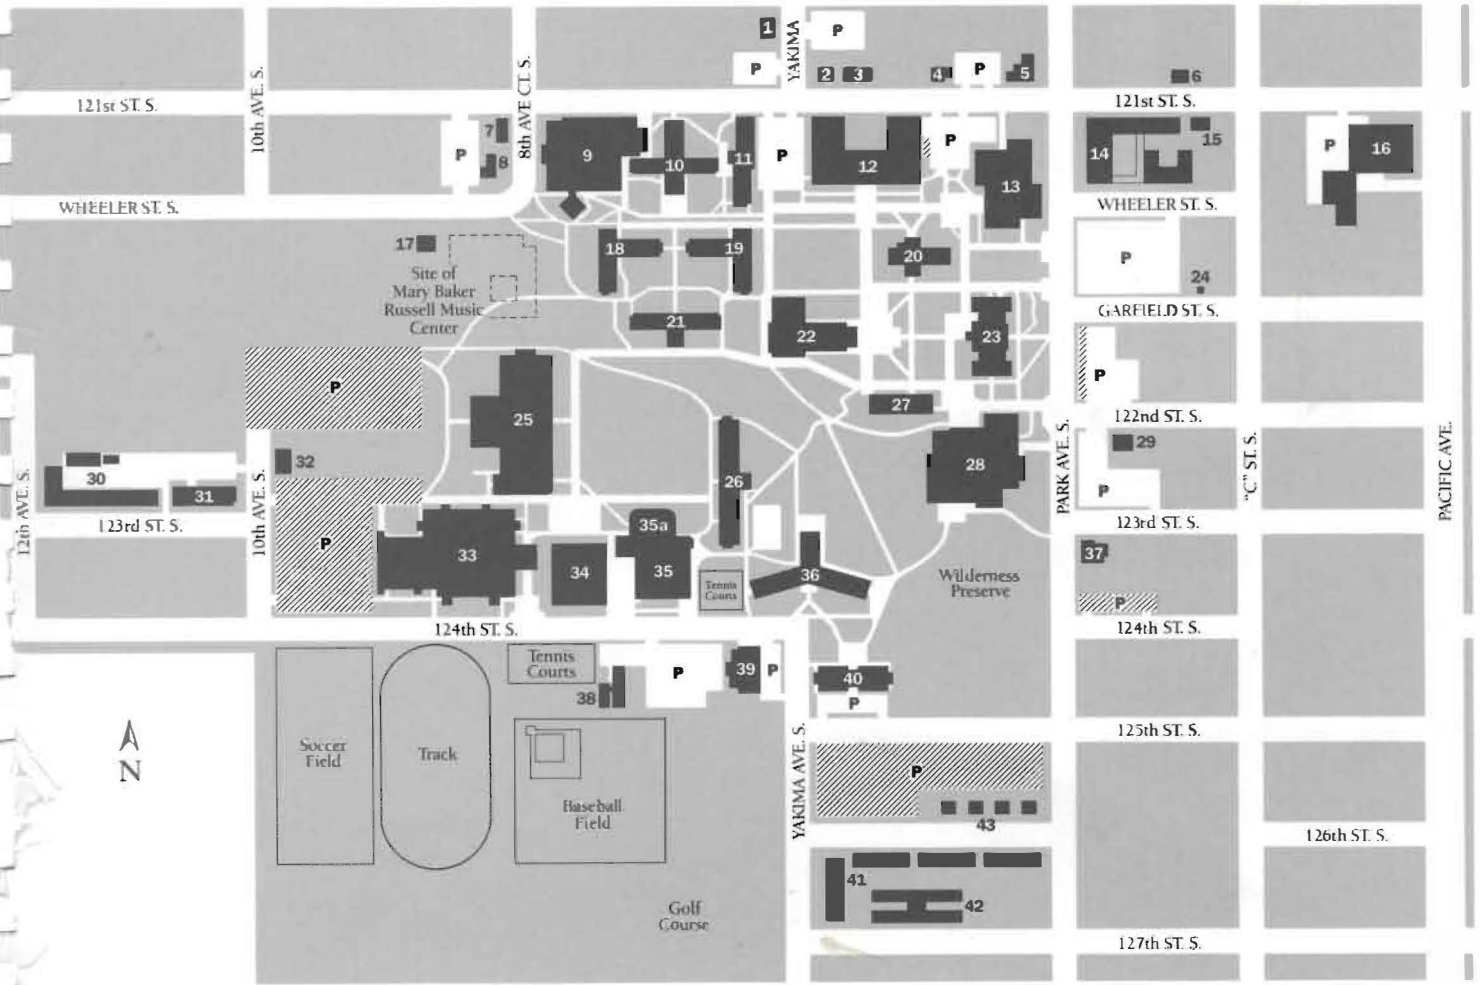 1
YAKIMA
P
P
2
3
4
P
5
6
10th AVE. S.
8th AVE CT. S.
121st ST. S.
121st ST. S.
P
7
8
9
10
11
P
12
P
13
14
15
P
16
WHEELER ST. S.
WHEELER ST. S.
17
Site of
Mary Baker
Russell Music
Center
18
19
20
P
24
GARFIELD ST. S.
21
22
23
P
P
25
27
122nd ST. S.
12th AVE. S.
30
31
32
10th AVE. S.
26
28
PARK AVE. S.
29
P
"C" ST. S.
PACIFIC AVE.
123rd ST. S.
123rd ST. S.
P
33
34
35a
35
Tennis
Courts
36
Wilderness
Preserve
37
P
124th ST. S.
124th ST. S.
Tennis
Courts
38
P
39
P
40
P
N
Soccer
Field
Track
Baseball
Field
YAKIMA AVE. S.
125th ST. S.
P
43
126th ST. S.
41
42
Golf
Course
127th ST. S.